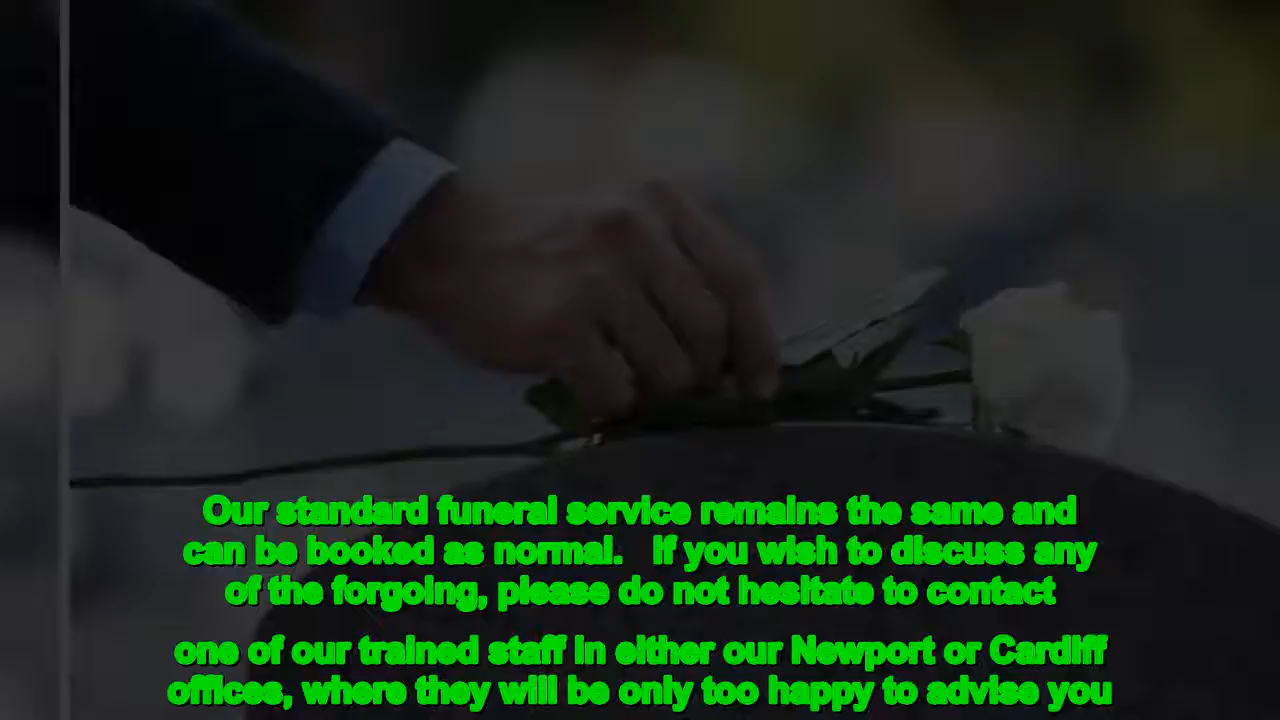 Our standard funeral service remains the same and
can be booked as normal. If you wish to discuss any
of the forgoing, please do not hesitate to contact
one of our trained staff in either our Newport or Cardiff
offices, where they will be only too happy to advise you